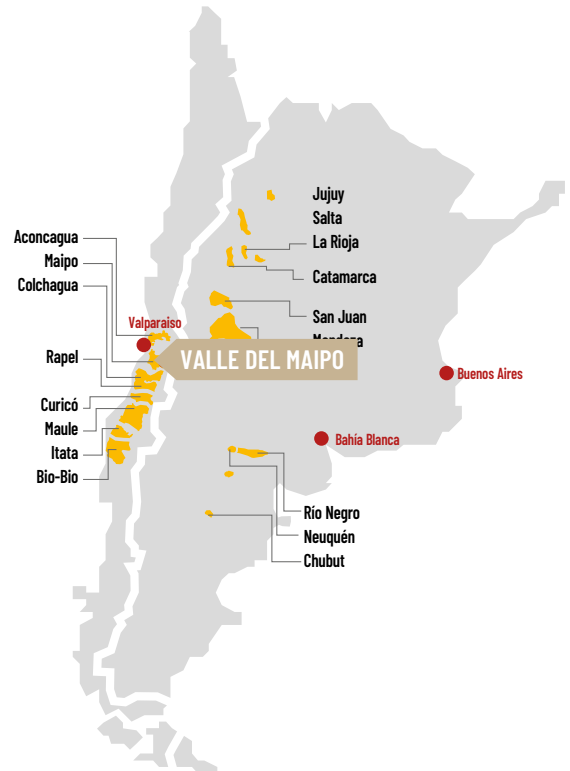 Jujuy
Salta
La Rioja
Catamarca
San Juan
Aconcagua
Maipo
Colchagua
Valparaiso
VALLE DEL MAIPO
Rapel
Curicó
Maule
Itata
Bio-Bio
Buenos Aires
Bahía Blanca
Río Negro
Neuquén
Chubut